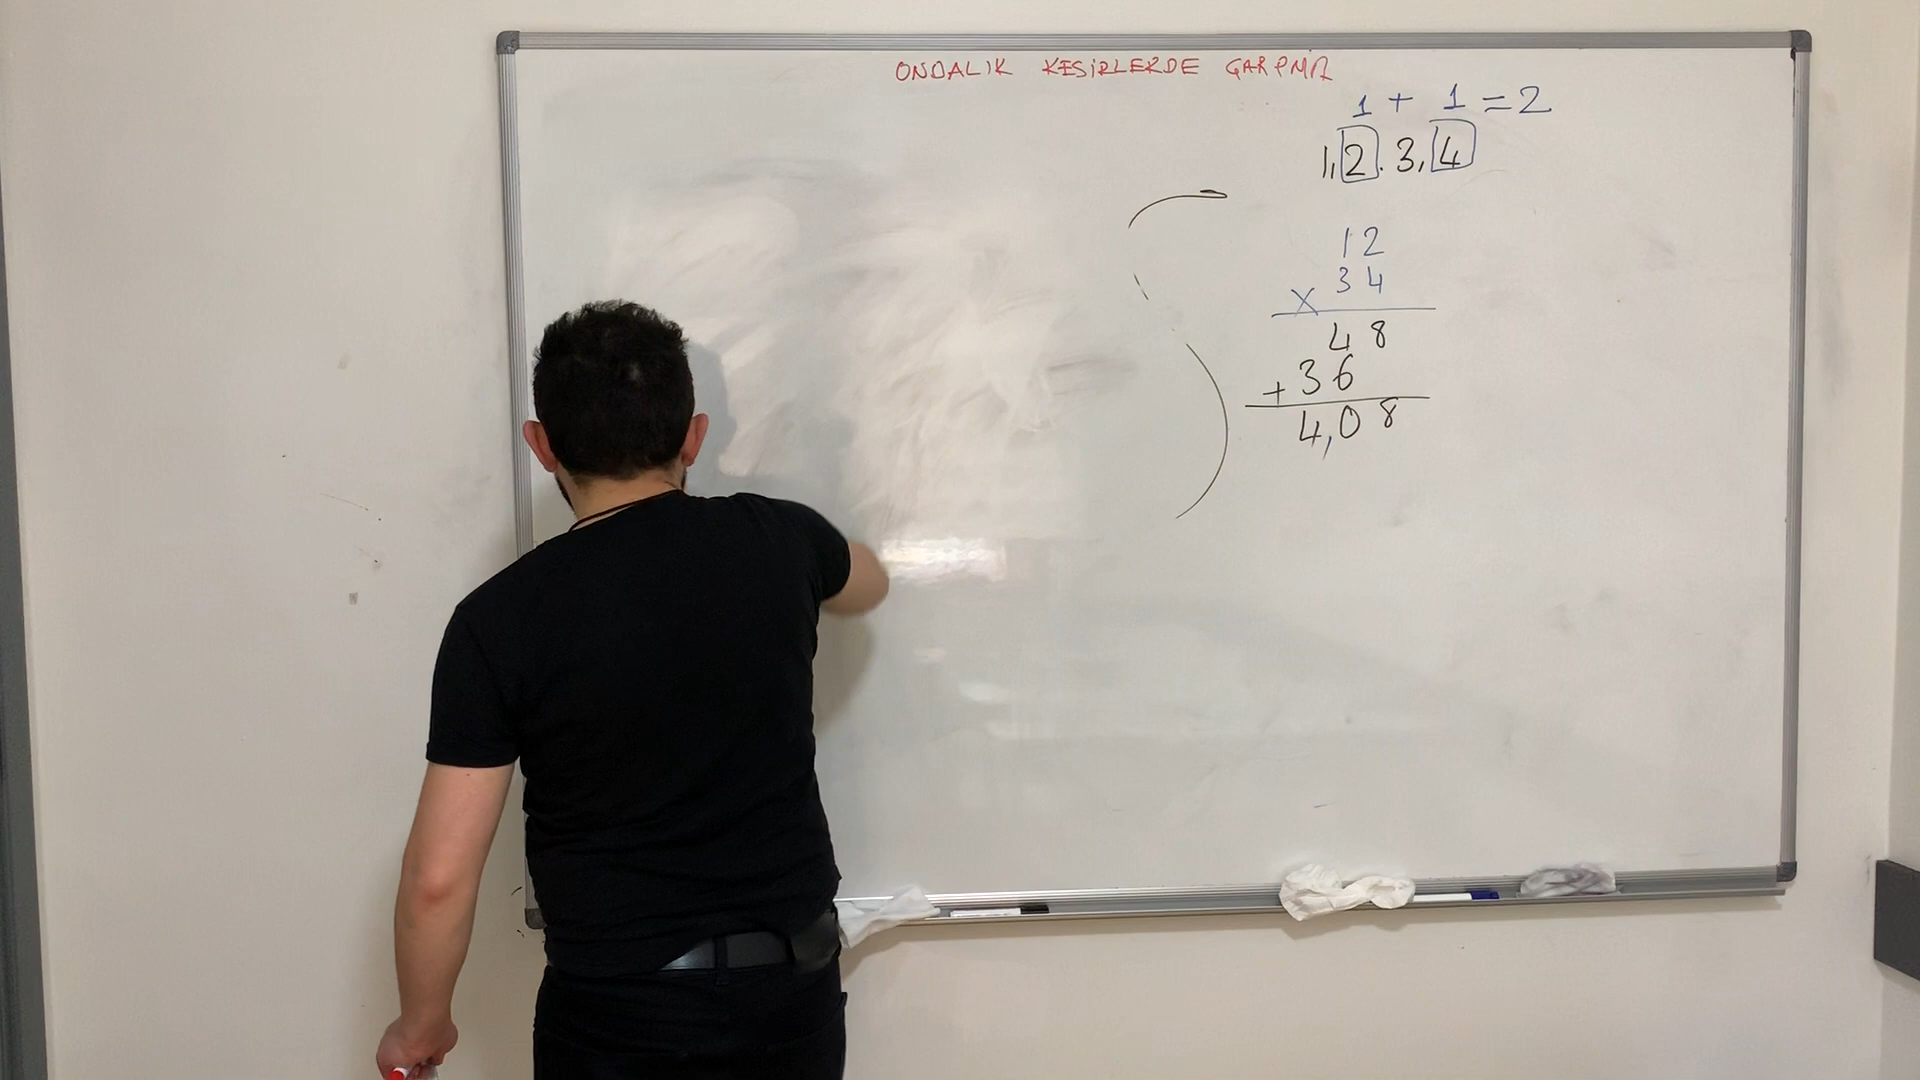 ONDALIK KESİRLERDE ÇARPMA
1 + 1 = 2
1,2 . 3,4
12
x 34
48
+ 36
4,08